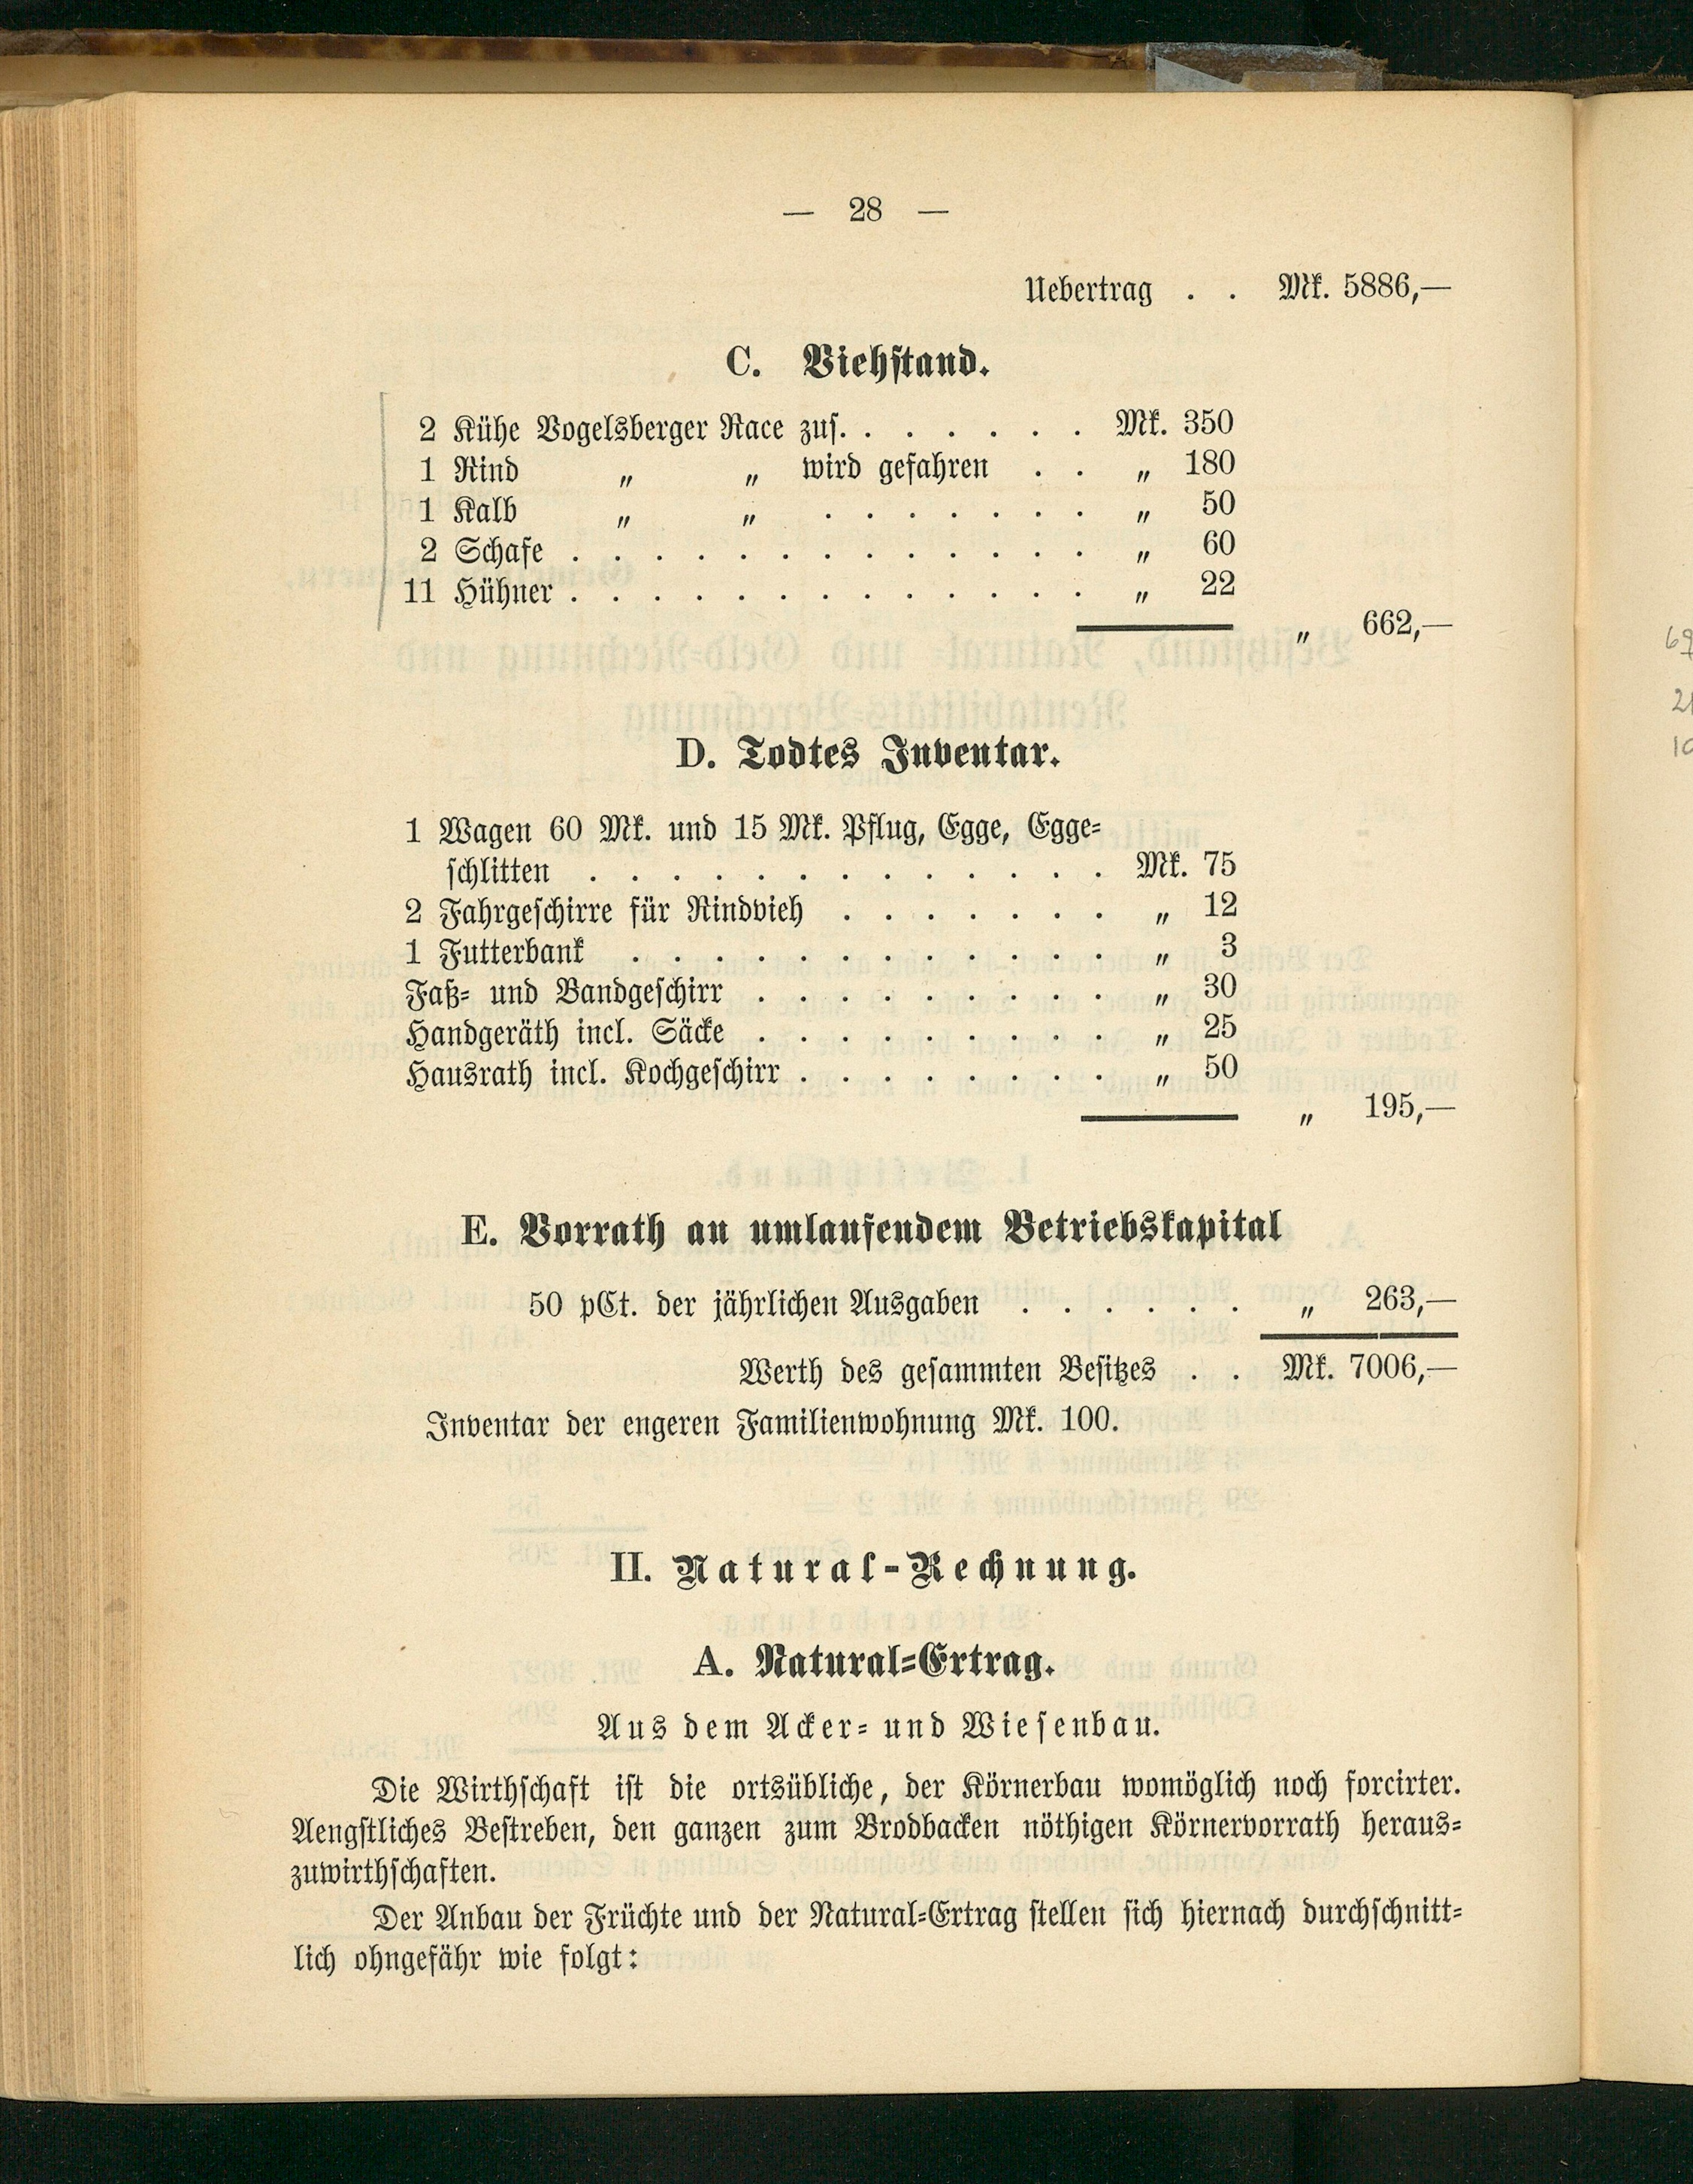 — 28 —
Uebertrag . . Mk. 5886,—
C. Viehstand.
2 Kühe Vogelsberger Race zus. . . . . . . Mk. 350
1 Rind „ „ wird gefahren . . „ 180
1 Kalb „ „ . . . . . . . „ 50
2 Schafe . . . . . . . . . . . . . „ 60
11 Hühner . . . . . . . . . . . . . „ 22
„ 662,—
D. Todtes Inventar.
1 Wagen 60 Mk. und 15 Mk. Pflug, Egge, Egge-
schlitten . . . . . . . . . . . . . Mk. 75
2 Fahrgeschirre für Rindvieh . . . . . . . „ 12
1 Futterbank . . . . . . . . . . . . „ 3
Faß- und Bandgeschirr . . . . . . . . . „ 30
Handgeräth incl. Säcke . . . . . . . . . „ 25
Hausrath incl. Kochgeschirr . . . . . . . . „ 50
„ 195,—
E. Vorrath an umlaufendem Betriebskapital
50 pCt. der jährlichen Ausgaben . . . . . . „ 263,—
Werth des gesammten Besitzes . . Mk. 7006,—
Inventar der engeren Familienwohnung Mk. 100.
II. Natural-Rechnung.
A. Natural-Ertrag.
Aus dem Acker- und Wiesenbau.
Die Wirthschaft ist die ortsübliche, der Körnerbau womöglich noch forcirter.
Aengstliches Bestreben, den ganzen zum Brodbacken nöthigen Körnervorrath heraus-
zuwirthschaften.
Der Anbau der Früchte und der Natural-Ertrag stellen sich hiernach durchschnitt-
lich ohngefähr wie folgt: